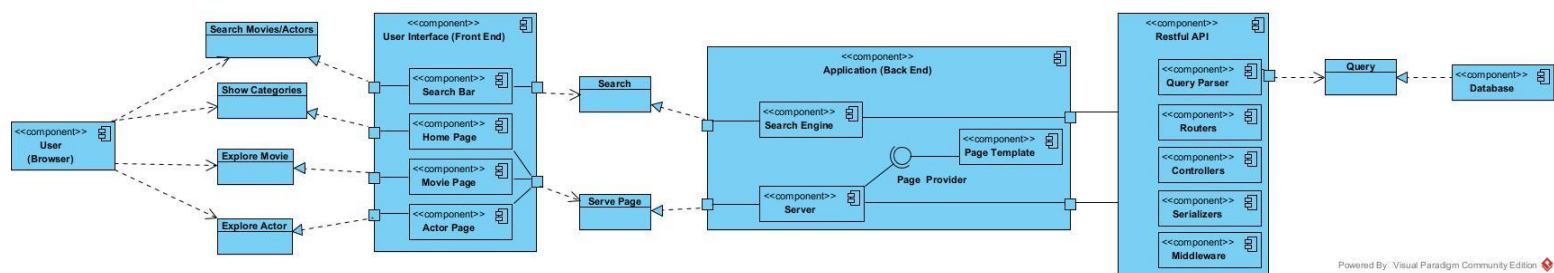 <<component>>
User
(Browser)
Search Movies/Actors
Show Categories
Explore Movie
Explore Actor
<<component>>
User Interface (Front End)
<<component>>
Search Bar
<<component>>
Home Page
<<component>>
Movie Page
<<component>>
Actor Page
Search
Serve Page
<<component>>
Application (Back End)
<<component>>
Search Engine
<<component>>
Page Template
Page Provider
<<component>>
Server
<<component>>
Restful API
<<component>>
Query Parser
<<component>>
Routers
<<component>>
Controllers
<<component>>
Serializers
<<component>>
Middleware
Query
<<component>>
Database
Powered By: Visual Paradigm Community Edition